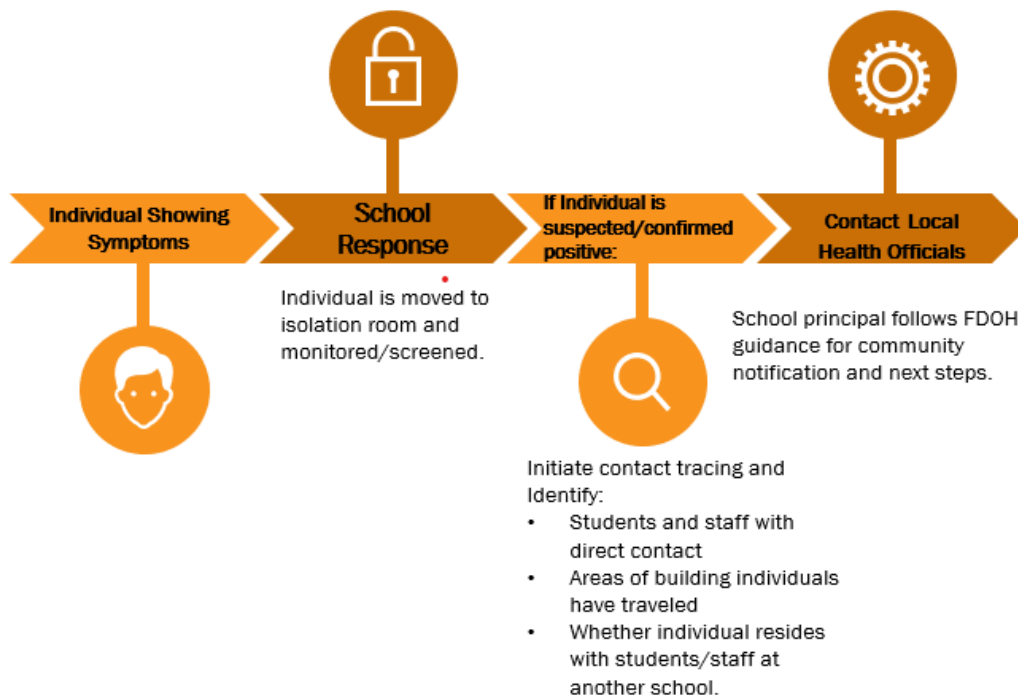 Individual Showing
Symptoms
School
Response
If Individual is
suspected/confirmed
positive:
Contact Local
Health Officials
Individual is moved to
isolation room and
monitored/screened.
School principal follows FDOH
guidance for community
notification and next steps.
Initiate contact tracing and
Identify:
• Students and staff with
direct contact
• Areas of building individuals
have traveled
• Whether individual resides
with students/staff at
another school.